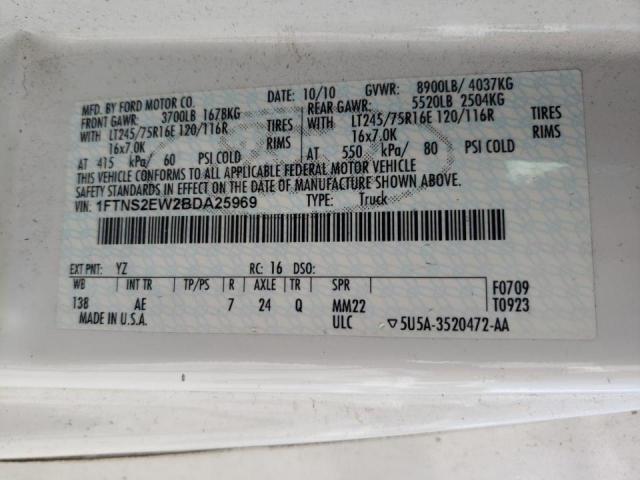 MFD. BY FORD MOTOR CO.
DATE: 10/10 GVWR: 8900LB/ 4037KG
FRONT GAWR: 3700LB 1678KG
REAR GAWR: 5520LB 2504KG
WITH LT245/75R16E 120/116R TIRES
WITH LT245/75R16E 120/116R TIRES
16x7.0K RIMS
16x7.0K RIMS
AT 415 kPa/ 60 PSI COLD
AT 550 kPa/ 80 PSI COLD
THIS VEHICLE CONFORMS TO ALL APPLICABLE FEDERAL MOTOR VEHICLE
SAFETY STANDARDS IN EFFECT ON THE DATE OF MANUFACTURE SHOWN ABOVE.
VIN: 1FTNS2EW2BDA25969 TYPE: Truck
EXT PNT: YZ RC: 16 DSO:
WB INT TR TP/PS R AXLE TR SPR F0709
138 AE 7 24 Q MM22 T0923
MADE IN U.S.A. ULC ▽5U5A-3520472-AA